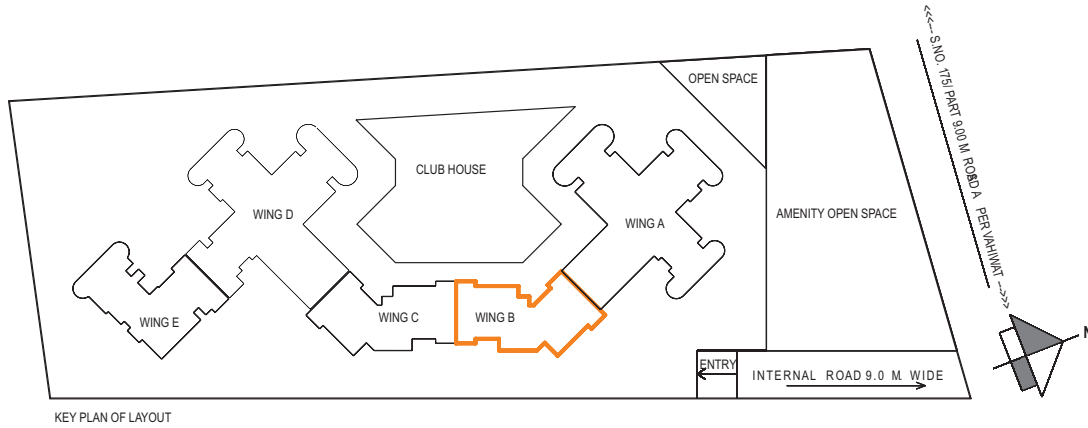 <<<--- S.NO. 175/ PART 9.00 M. ROAD AS PER VAHIWAT --->>>
OPEN SPACE
CLUB HOUSE
WING D
WING A
AMENITY OPEN SPACE
WING E
WING C
WING B
N
ENTRY
INTERNAL ROAD 9.0 M. WIDE
KEY PLAN OF LAYOUT